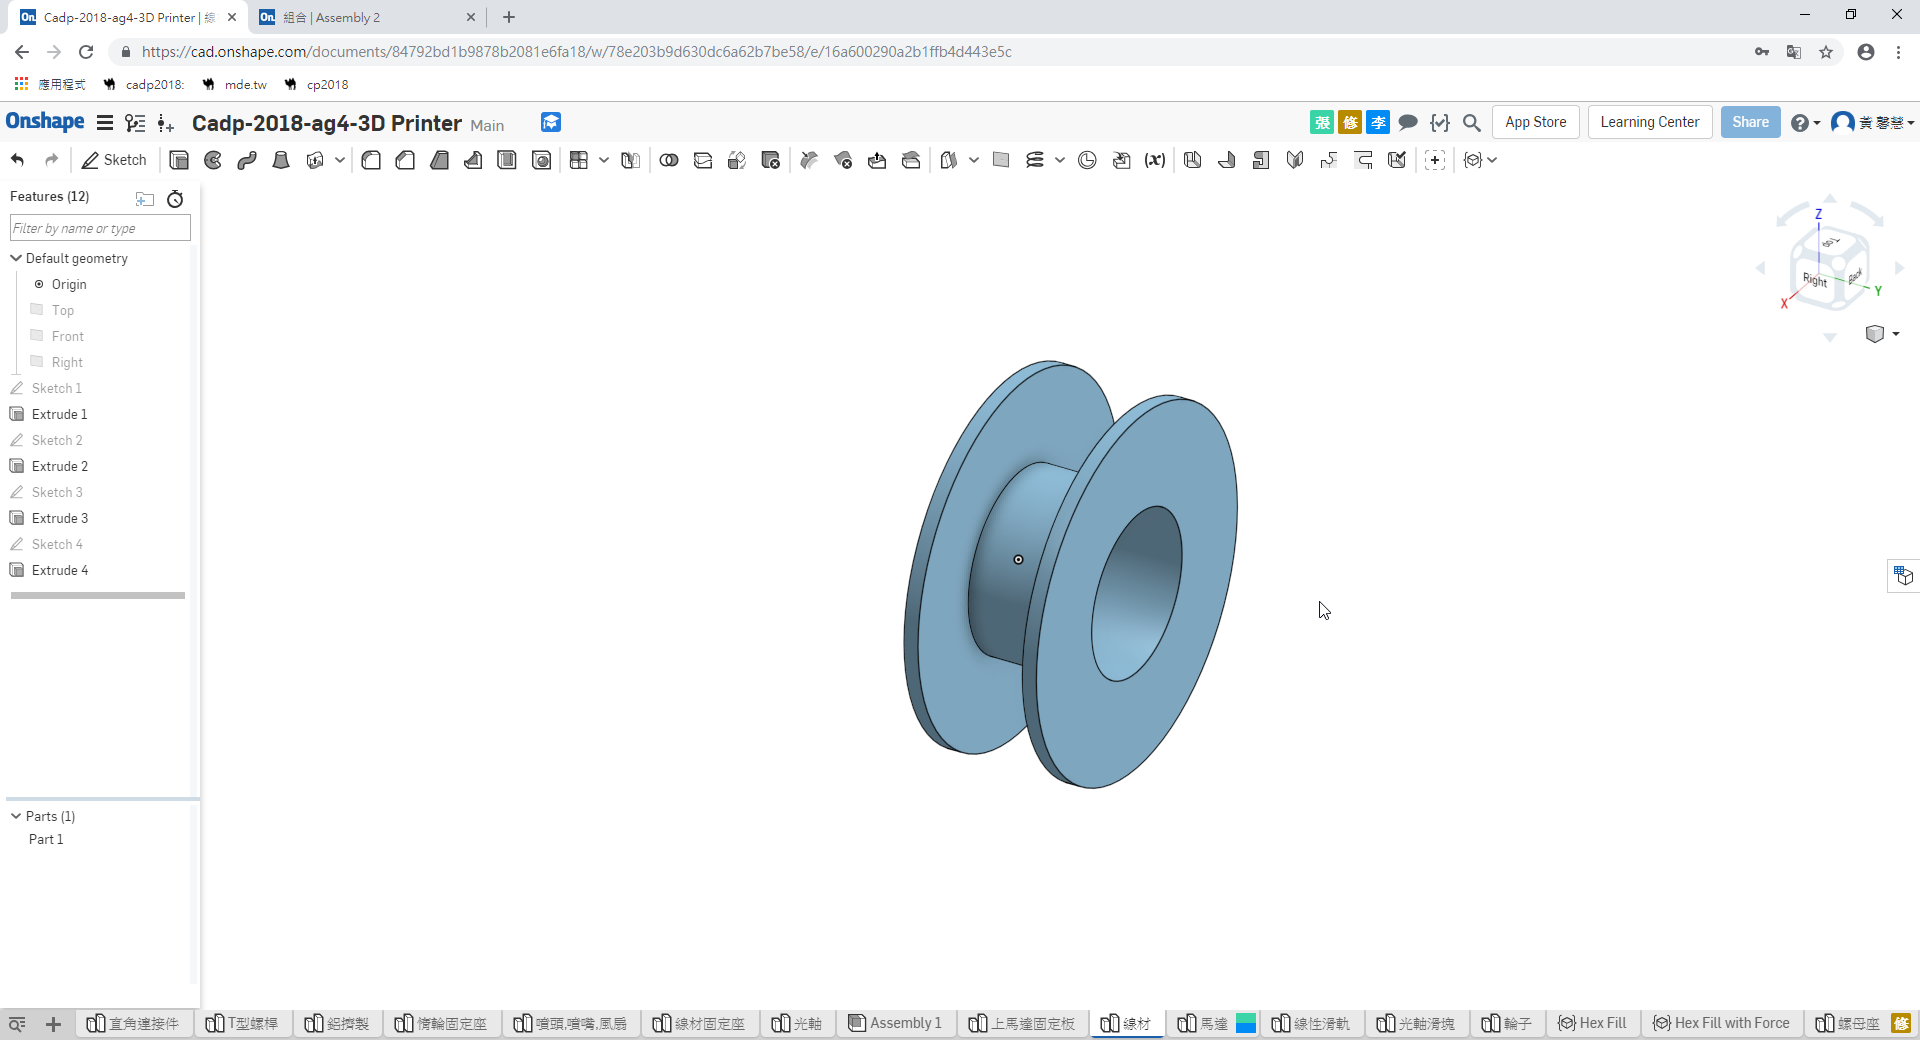 Cadp-2018-ag4-3D Printer | 線
組合 | Assembly 2
https://cad.onshape.com/documents/84792bd1b9878b2081e6fa18/w/78e203b9d630dc6a62b7be58/e/16a600290a2b1ffb4d443e5c
應用程式 cadp2018: mde.tw cp2018
Onshape Cadp-2018-ag4-3D Printer Main 張 修 李 App Store Learning Center Share 黃 馨慧
Sketch (x)
Features (12)
Filter by name or type
Default geometry
Origin
Top
Front
Right
Sketch 1
Extrude 1
Sketch 2
Extrude 2
Sketch 3
Extrude 3
Sketch 4
Extrude 4
Parts (1)
Part 1
Z
Top
Right Back
X Y
直角連接件 T型螺桿 鋁擠製 惰輪固定座 噴頭,噴嘴,風扇 線材固定座 光軸 Assembly 1 上馬達固定板 線材 馬達 線性滑軌 光軸滑塊 輪子 Hex Fill Hex Fill with Force 螺母座 修